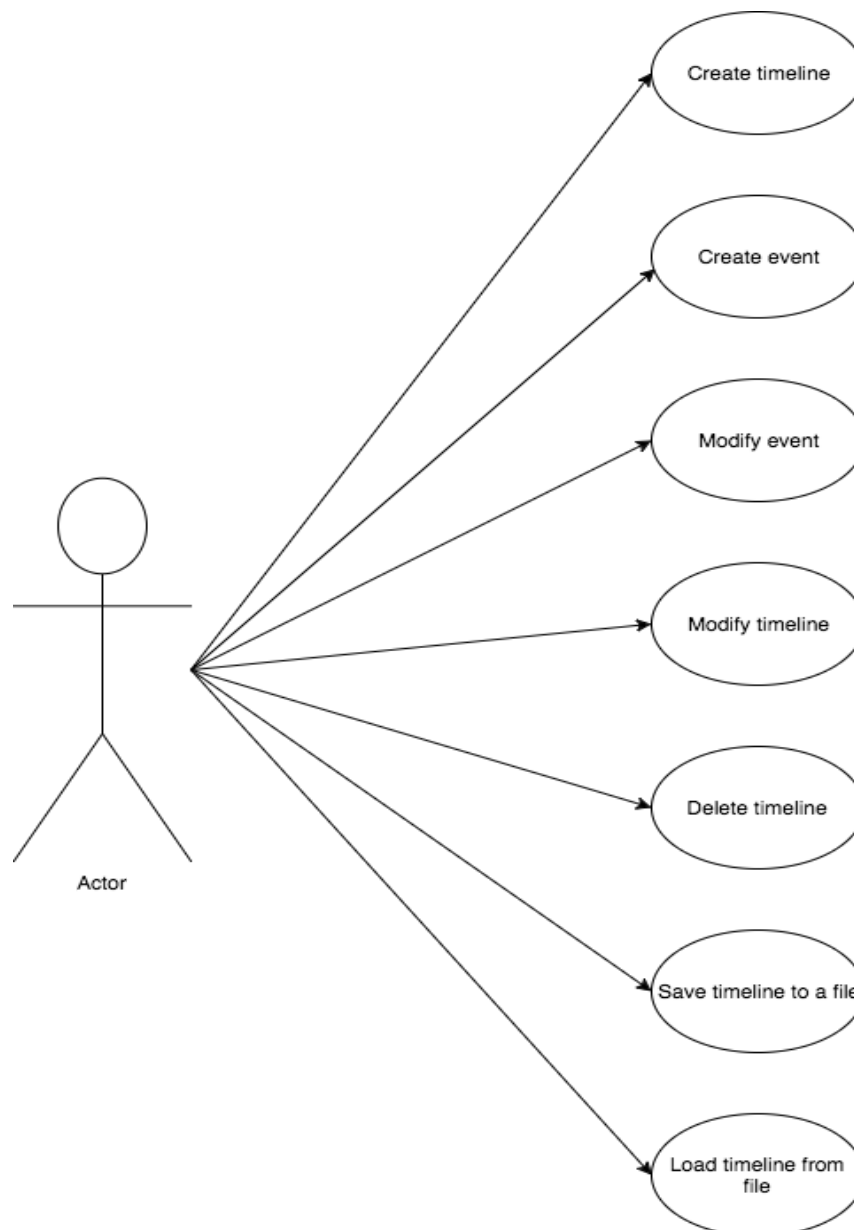 Create timeline
Create event
Modify event
Modify timeline
Delete timeline
Actor
Save timeline to a file
Load timeline from
file